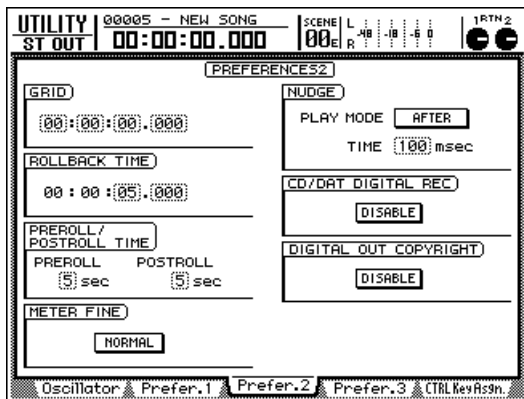 UTILITY 00005 - NEW SONG SCENE L -48 -18 -6 0 1 RTN 2
ST OUT 00:00:00.000 00E R
PREFERENCES2
GRID
00:00:00.000
ROLLBACK TIME
00:00:05.000
PREROLL/
POSTROLL TIME
PREROLL POSTROLL
5 sec 5 sec
METER FINE
NORMAL
NUDGE
PLAY MODE AFTER
TIME 100 msec
CD/DAT DIGITAL REC
DISABLE
DIGITAL OUT COPYRIGHT
DISABLE
Oscillator Prefer.1 Prefer.2 Prefer.3 CTRL Key Asgn.